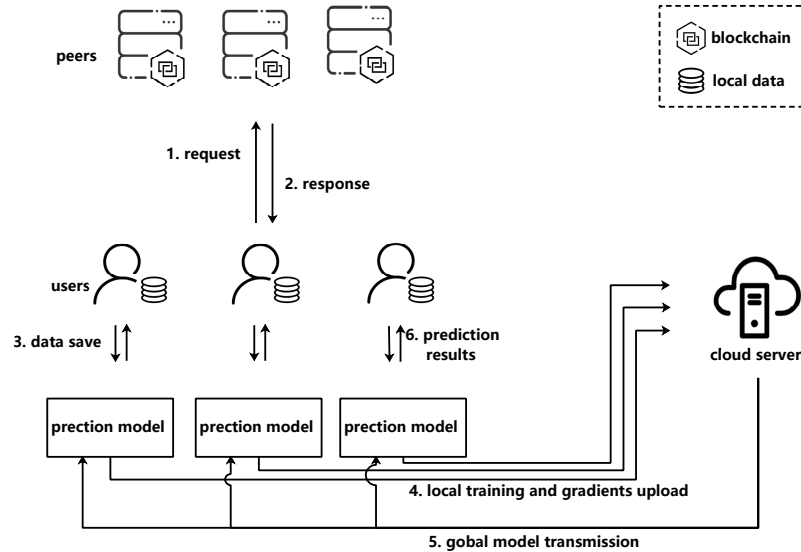 peers
blockchain
local data
1. request
2. response
users
3. data save
6. prediction
results
cloud server
prection model
prection model
prection model
4. local training and gradients upload
5. gobal model transmission